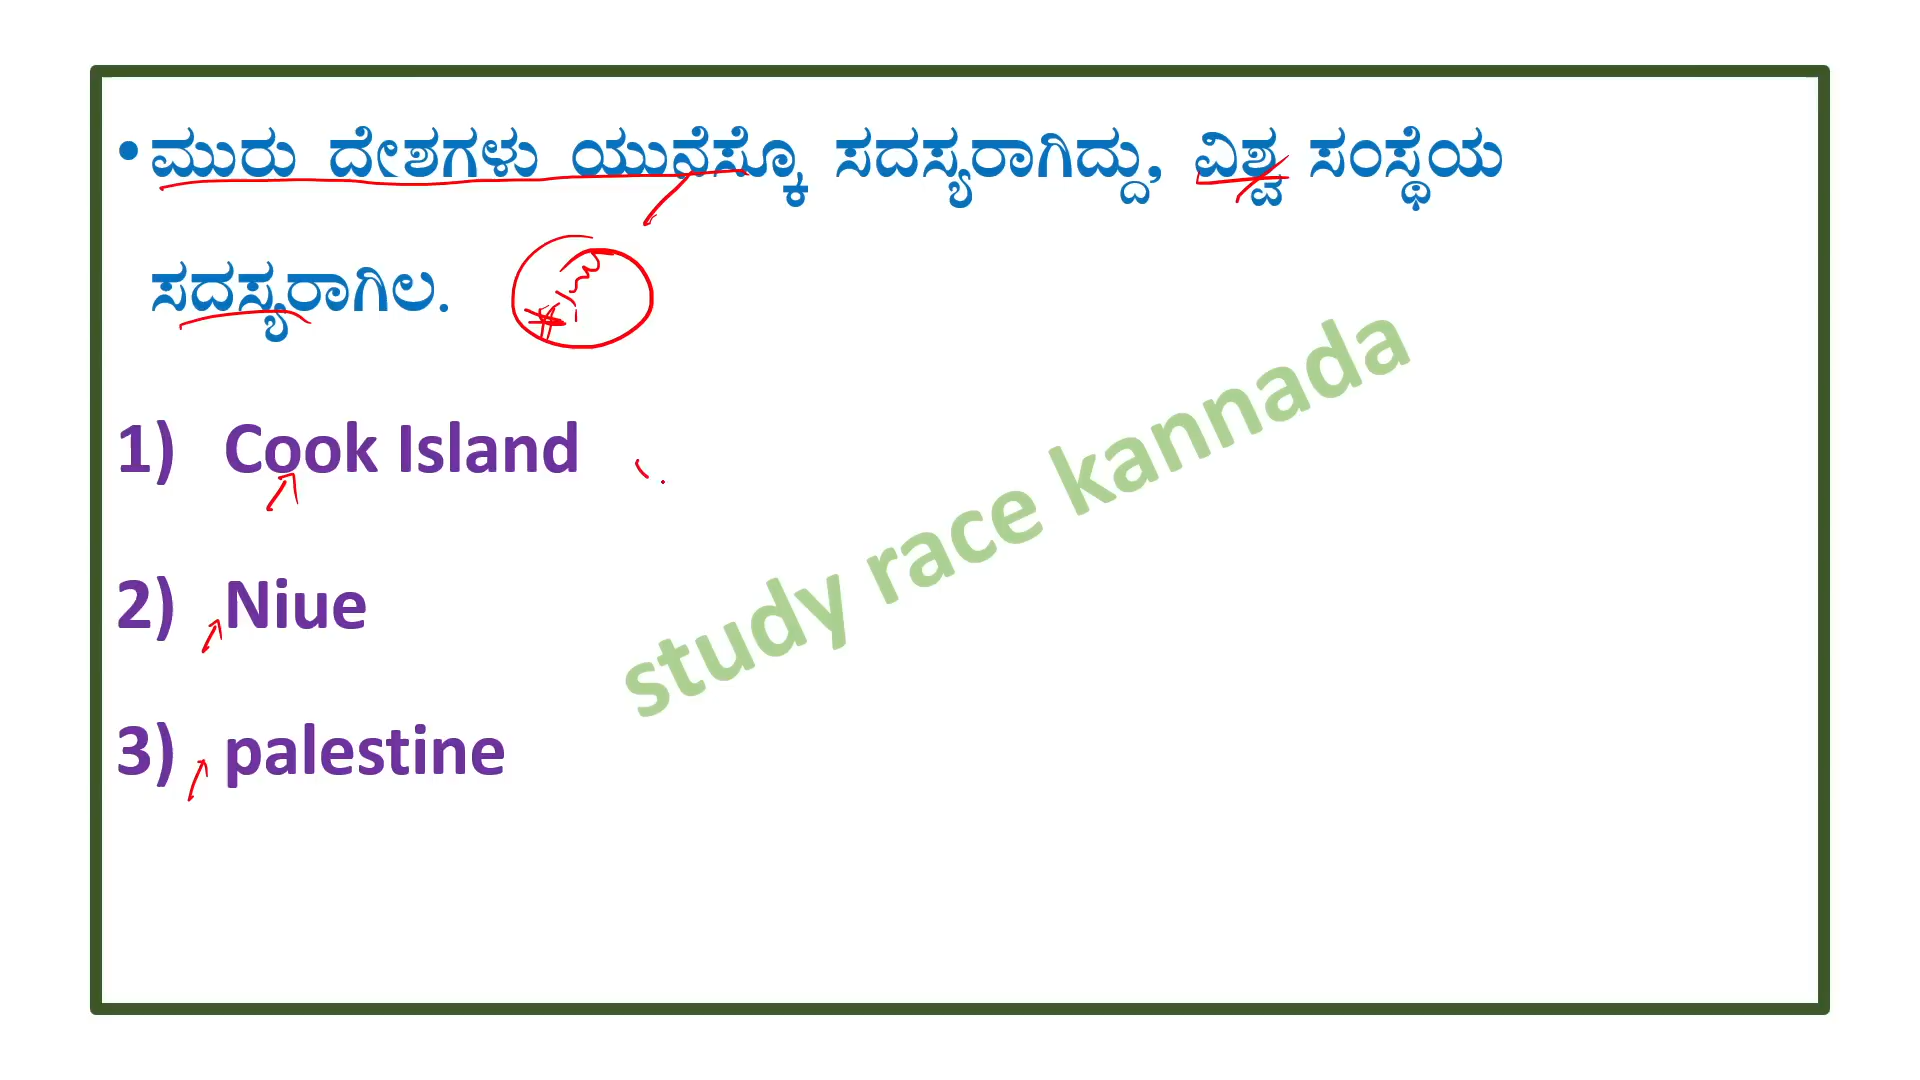 •ಮುರು ದೇಶಗಳು ಯುನೆಸ್ಕೊ ಸದಸ್ಯರಾಗಿದ್ದು, ವಿಶ್ವ ಸಂಸ್ಥೆಯ
ಸದಸ್ಯರಾಗಿಲ.
1) Cook Island
2) Niue
3) palestine
study race kannada